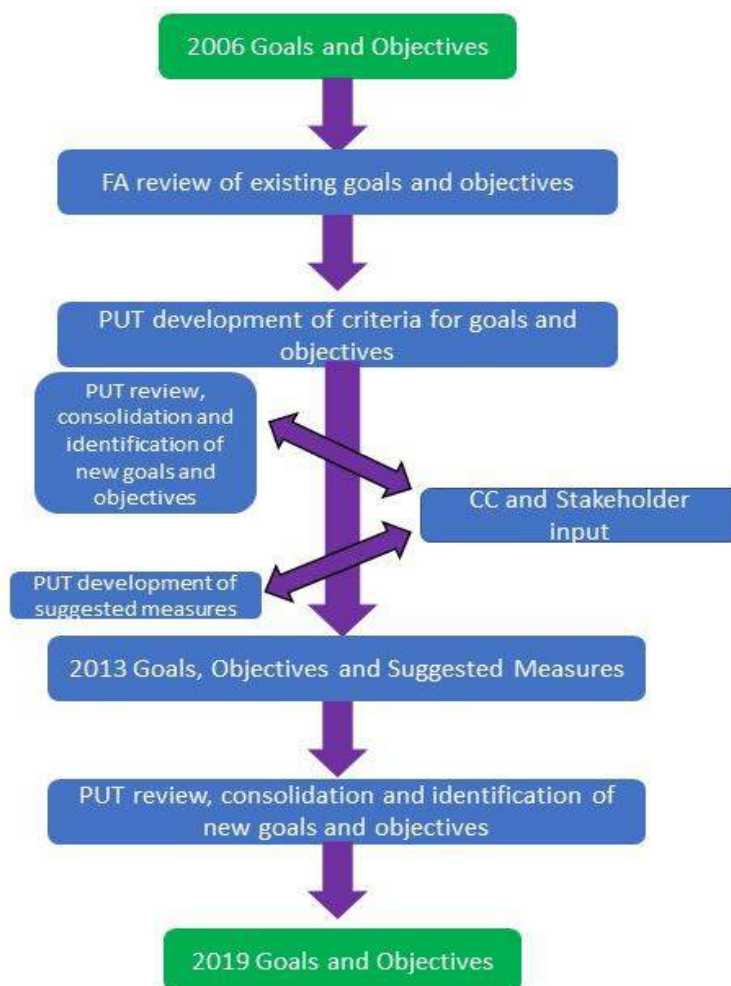 2006 Goals and Objectives
FA review of existing goals and objectives
PUT development of criteria for goals and
objectives
PUT review,
consolidation and
identification of
new goals and
objectives
CC and Stakeholder
input
PUT development of
suggested measures
2013 Goals, Objectives and Suggested Measures
PUT review, consolidation and identification of
new goals and objectives
2019 Goals and Objectives